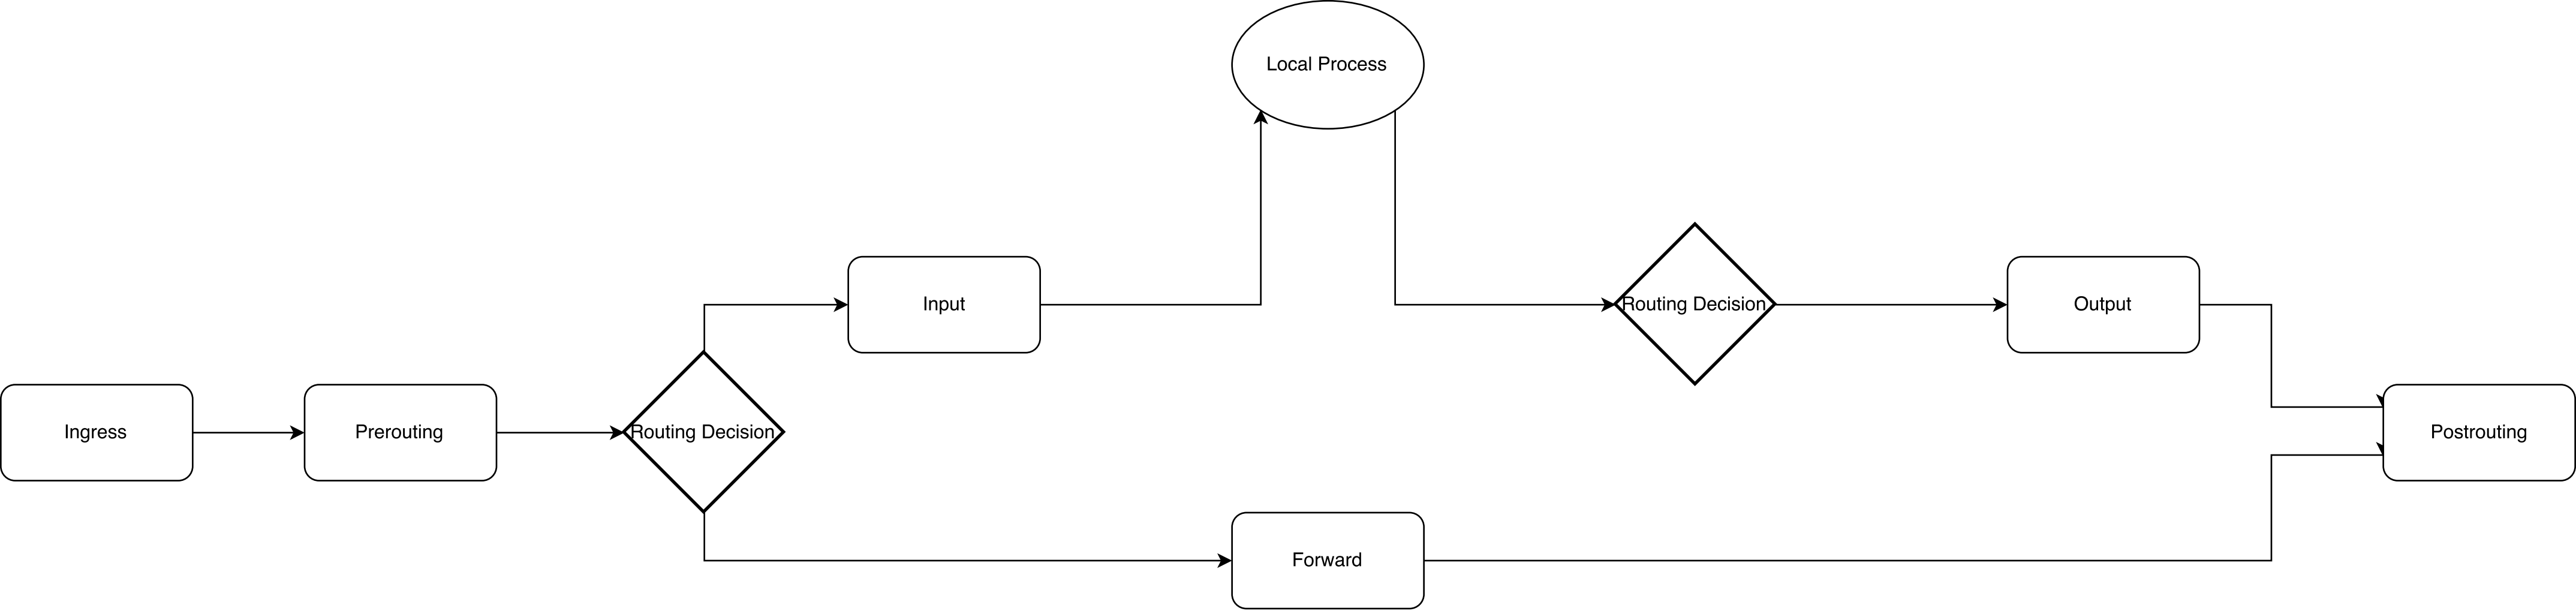 Local Process
Input
Routing Decision
Output
Ingress
Prerouting
Routing Decision
Postrouting
Forward